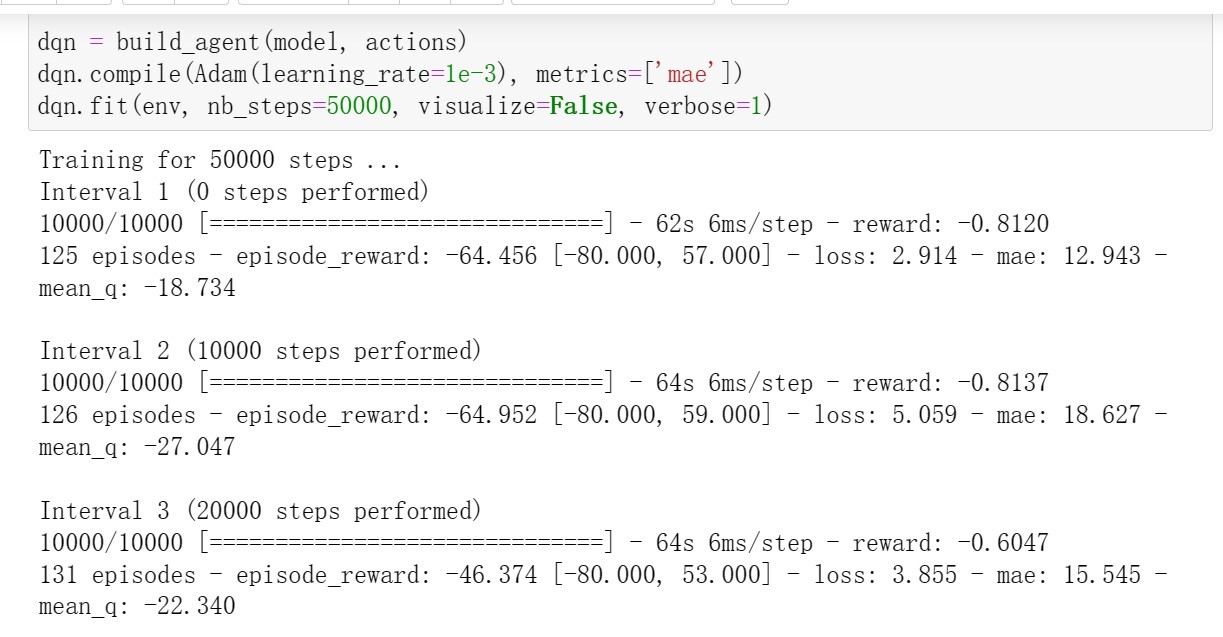 dqn = build_agent(model, actions)
dqn.compile(Adam(learning_rate=1e-3), metrics=['mae'])
dqn.fit(env, nb_steps=50000, visualize=False, verbose=1)
Training for 50000 steps ...
Interval 1 (0 steps performed)
10000/10000 [==============================] - 62s 6ms/step - reward: -0.8120
125 episodes - episode_reward: -64.456 [-80.000, 57.000] - loss: 2.914 - mae: 12.943 -
mean_q: -18.734
Interval 2 (10000 steps performed)
10000/10000 [==============================] - 64s 6ms/step - reward: -0.8137
126 episodes - episode_reward: -64.952 [-80.000, 59.000] - loss: 5.059 - mae: 18.627 -
mean_q: -27.047
Interval 3 (20000 steps performed)
10000/10000 [==============================] - 64s 6ms/step - reward: -0.6047
131 episodes - episode_reward: -46.374 [-80.000, 53.000] - loss: 3.855 - mae: 15.545 -
mean_q: -22.340